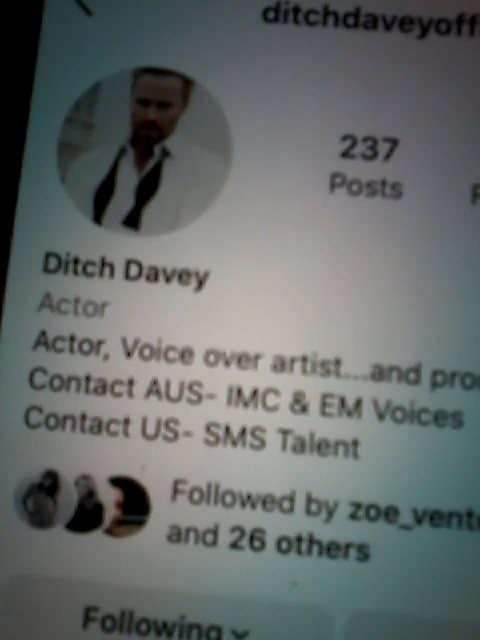 ditchdaveyoff
237
Posts
Ditch Davey
Actor
Actor, Voice over artist...and pro
Contact AUS- IMC & EM Voices
Contact US- SMS Talent
Followed by zoe_vent
and 26 others
Following